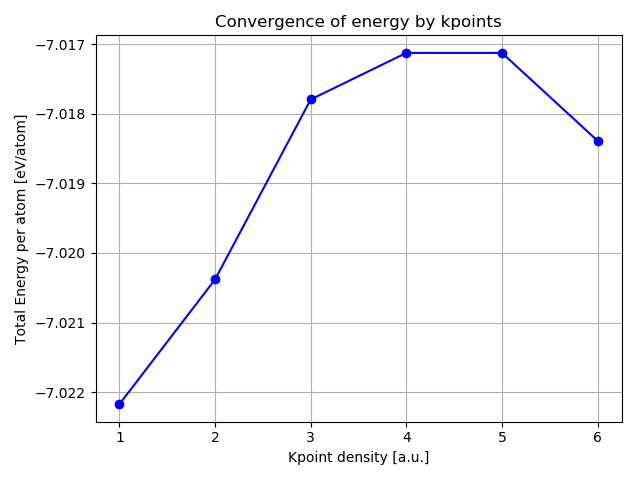 Convergence of energy by kpoints
Total Energy per atom [eV/atom]
−7.017
−7.018
−7.019
−7.020
−7.021
−7.022
1 2 3 4 5 6
Kpoint density [a.u.]